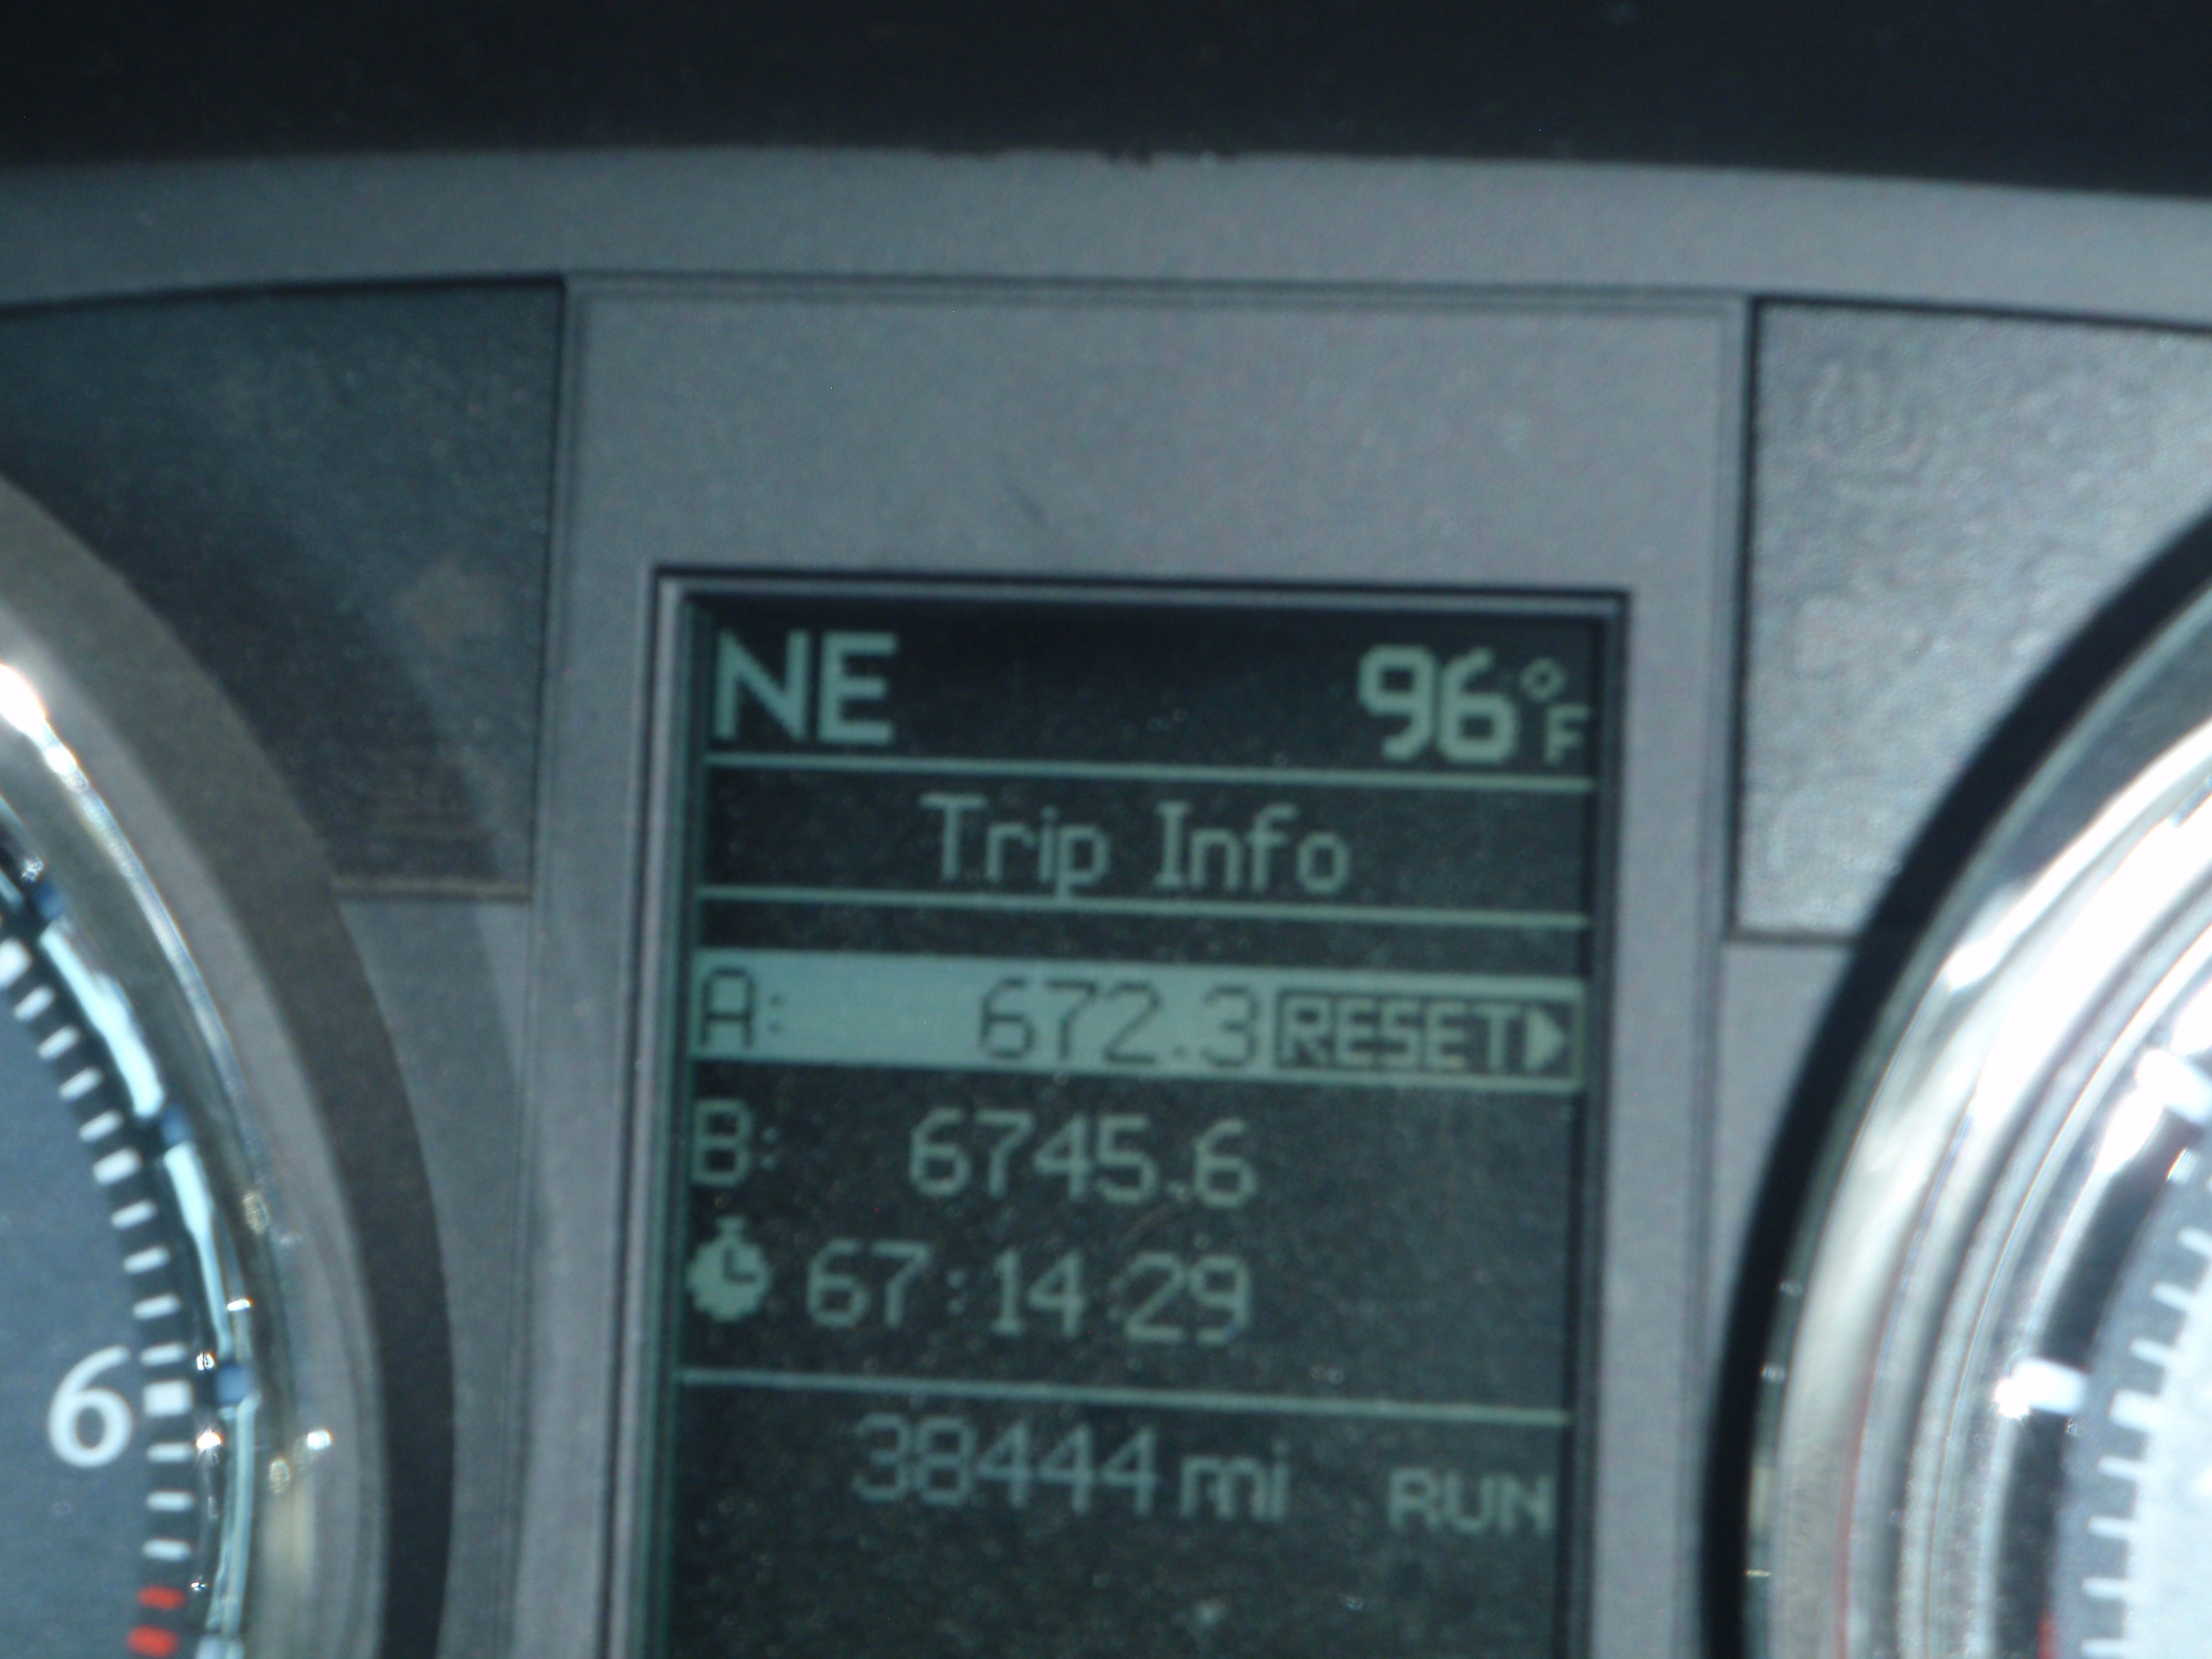 NE 96°F
Trip Info
A: 672.3 RESET
B: 6745.6
67:14:29
38444 mi RUN
6